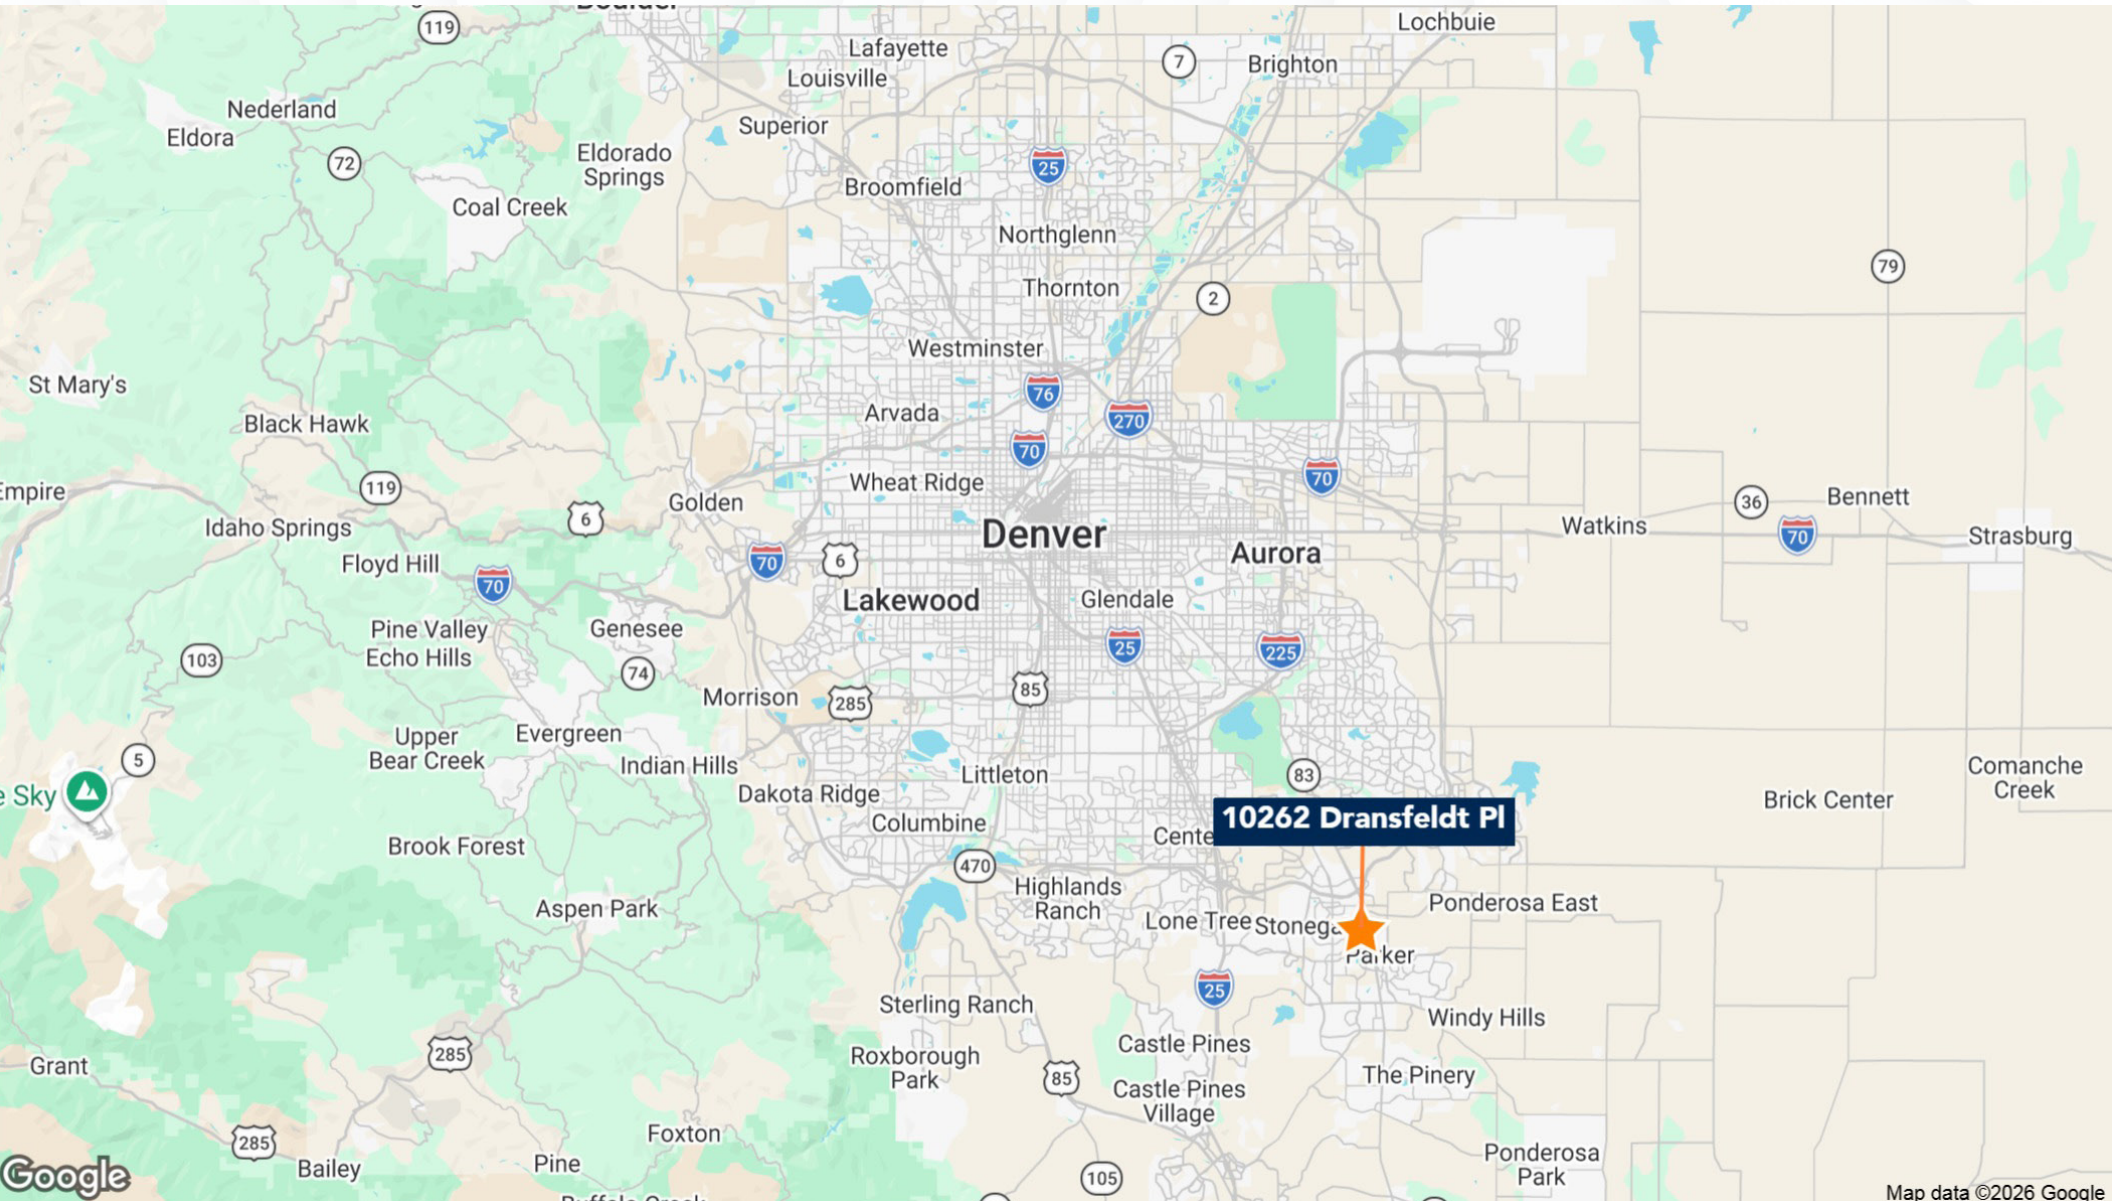 Boulder
119
Lochbuie
Lafayette
7
Brighton
Louisville
Nederland
Superior
Eldora
Eldorado
Springs
72
25
Broomfield
Coal Creek
Northglenn
79
Thornton
2
Westminster
St Mary's
76
Arvada
270
Black Hawk
70
70
Wheat Ridge
119
Empire
Golden
36
Bennett
6
Idaho Springs
Watkins
Denver
70
Strasburg
Floyd Hill
70
6
Aurora
70
Lakewood
Glendale
Pine Valley
Genesee
25
225
Echo Hills
103
74
Morrison
285
85
Upper
Bear Creek
Evergreen
5
Indian Hills
Littleton
83
Comanche
Creek
e Sky
Dakota Ridge
Brick Center
Columbine
10262 Dransfeldt Pl
Cente
Brook Forest
470
Highlands
Ranch
Aspen Park
Ponderosa East
Lone Tree
Stonega
Parker
25
Sterling Ranch
Windy Hills
Castle Pines
285
Roxborough
Park
Grant
85
The Pinery
Castle Pines
Village
Foxton
285
Ponderosa
Park
Bailey
Pine
105
Google
Buffalo Creek
Map data ©2026 Google